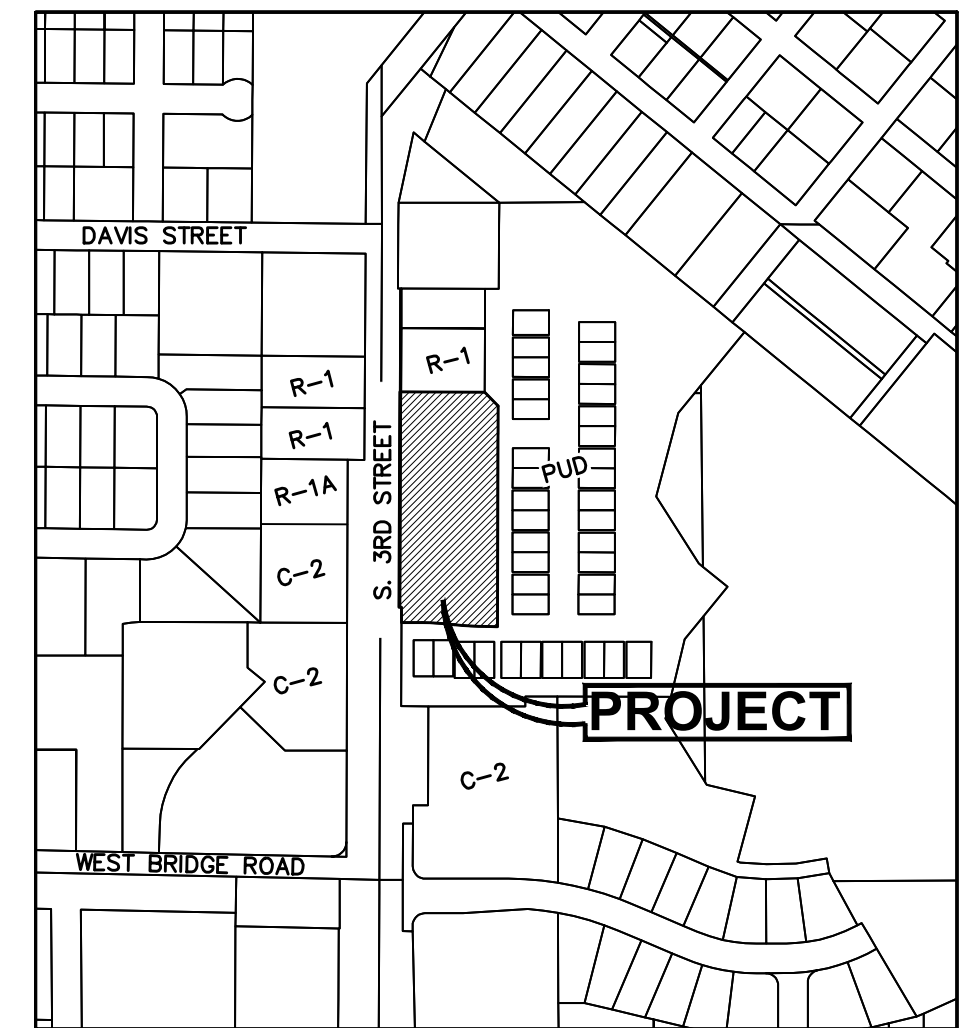 DAVIS STREET
R-1
R-1
R-1
PUD
R-1A
S. 3RD STREET
C-2
C-2
PROJECT
C-2
WEST BRIDGE ROAD